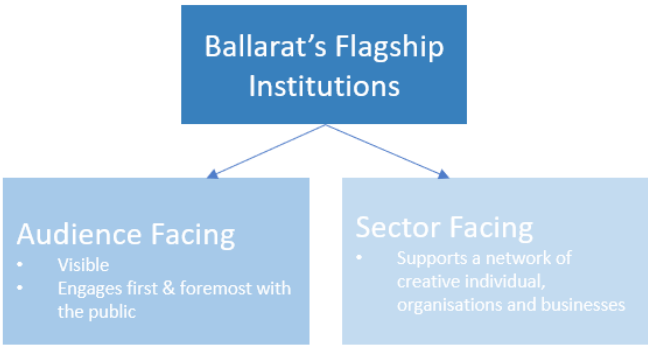 Ballarat’s Flagship
Institutions
Audience Facing
• Visible
• Engages first & foremost with
the public
Sector Facing
• Supports a network of
creative individual,
organisations and businesses